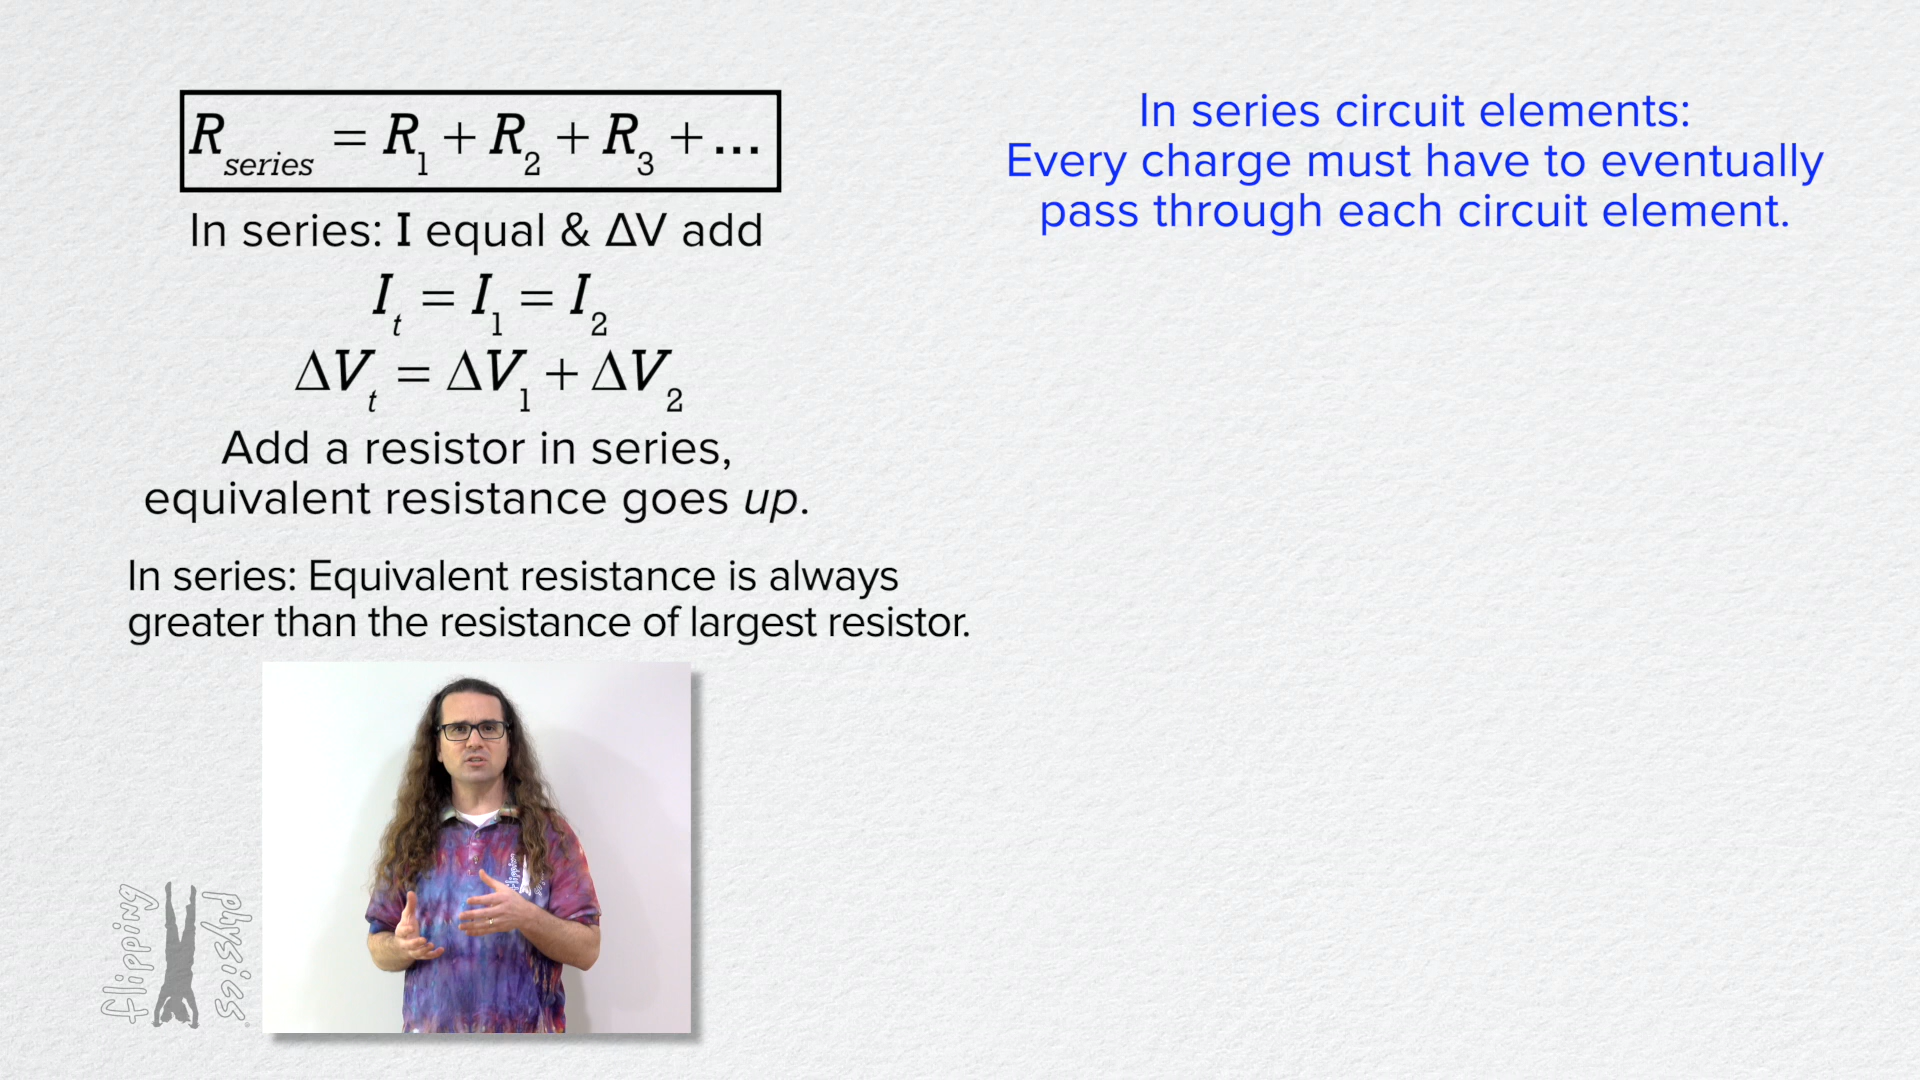 R_series = R_1 + R_2 + R_3 + ...
In series: I equal & ΔV add
I_t = I_1 = I_2
ΔV_t = ΔV_1 + ΔV_2
Add a resistor in series,
equivalent resistance goes up.
In series: Equivalent resistance is always
greater than the resistance of largest resistor.
In series circuit elements:
Every charge must have to eventually
pass through each circuit element.
flipping
physics
flipping